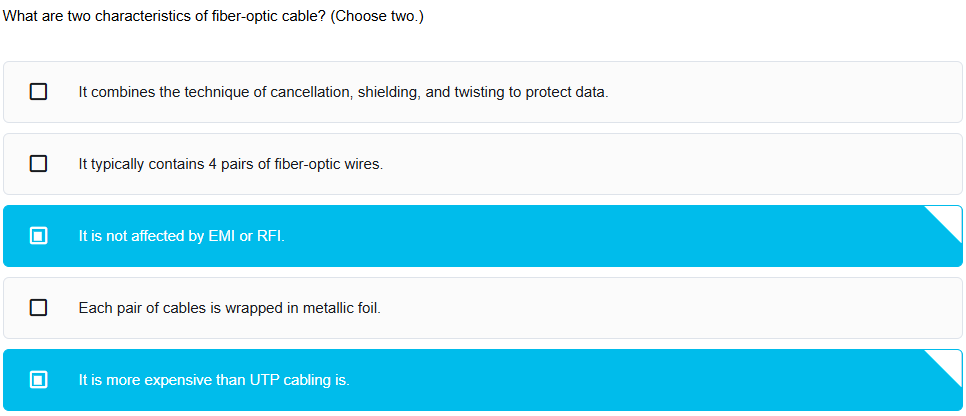 What are two characteristics of fiber-optic cable? (Choose two.)
It combines the technique of cancellation, shielding, and twisting to protect data.
It typically contains 4 pairs of fiber-optic wires.
It is not affected by EMI or RFI.
Each pair of cables is wrapped in metallic foil.
It is more expensive than UTP cabling is.